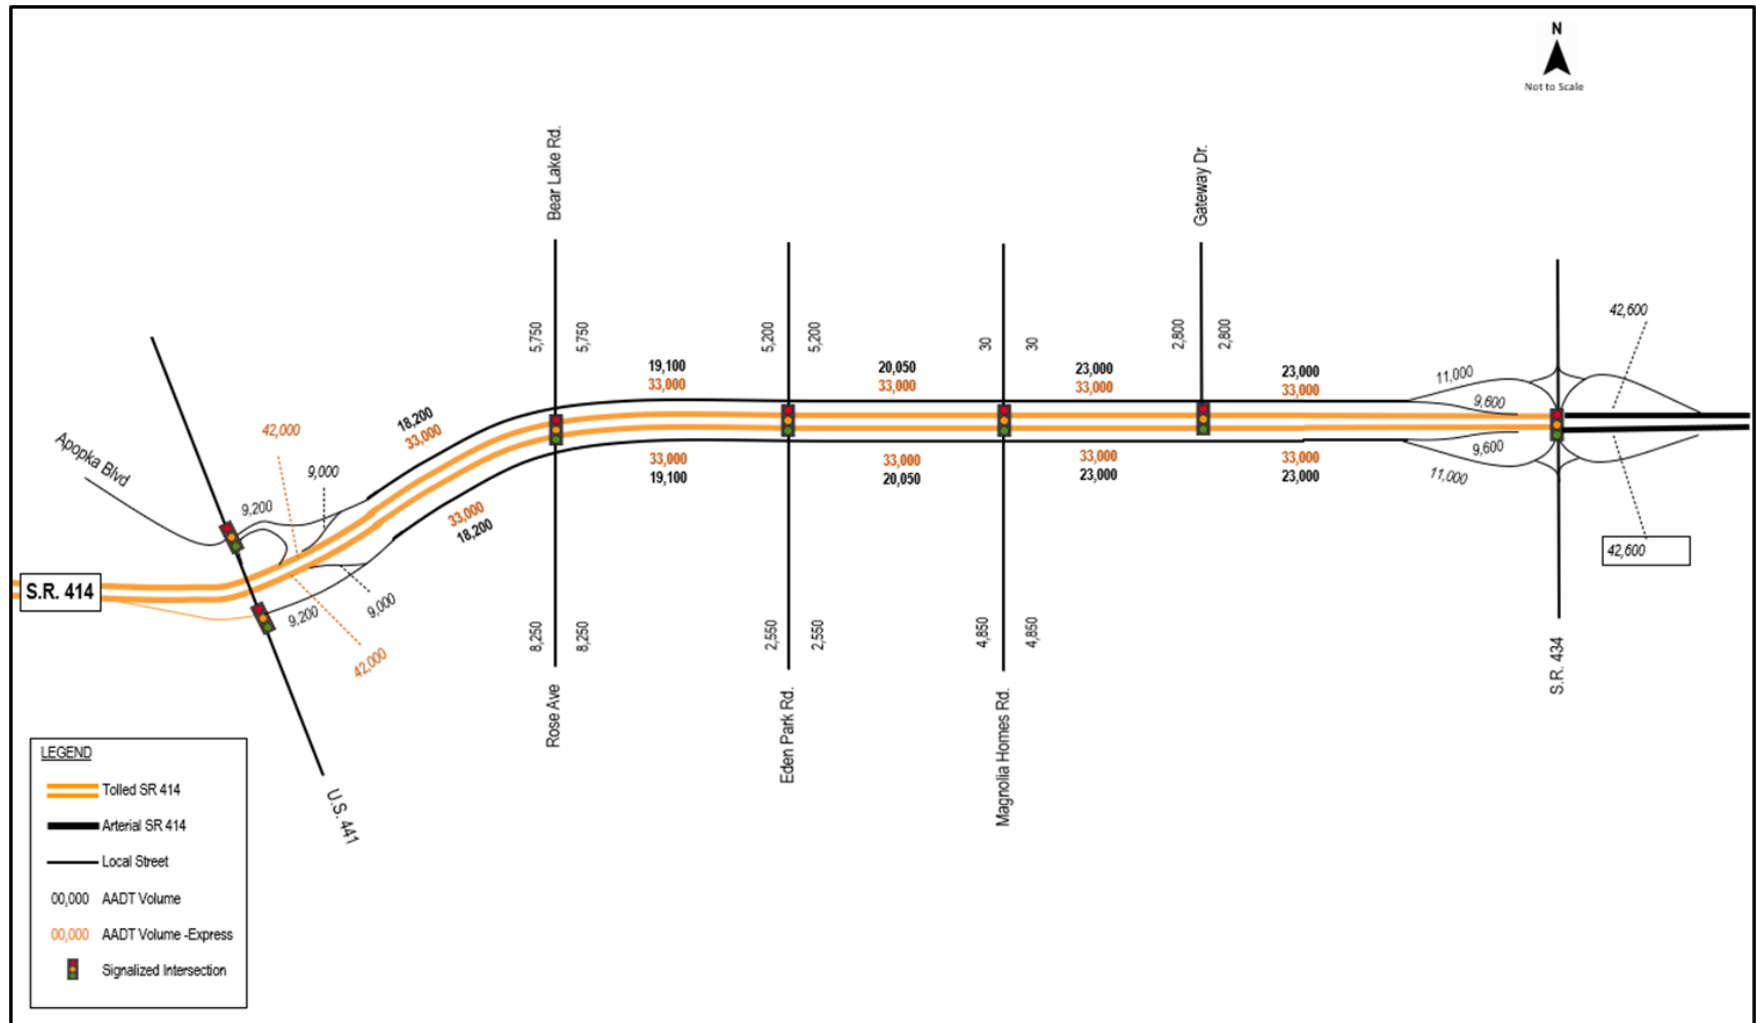 N
Not to Scale
Bear Lake Rd.
Gateway Dr.
42,600
5,750
5,750
5,200
5,200
30
30
2,800
2,800
19,100
33,000
20,050
33,000
23,000
33,000
23,000
33,000
11,000
9,600
18,200
33,000
42,000
9,000
Apopka Blvd
9,200
33,000
19,100
33,000
20,050
33,000
23,000
33,000
23,000
9,600
11,000
33,000
18,200
42,600
S.R. 414
9,200
9,000
42,000
8,250
8,250
2,550
2,550
4,850
4,850
Rose Ave
Eden Park Rd.
Magnolia Homes Rd.
S.R. 434
U.S. 441
LEGEND
Tolled SR 414
Arterial SR 414
Local Street
00,000 AADT Volume
00,000 AADT Volume -Express
Signalized Intersection